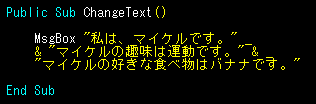 Public Sub ChangeText()
MsgBox "私は、マイケルです。" _
& "マイケルの趣味は運動です。" & _
"マイケルの好きな食べ物はバナナです。"
End Sub